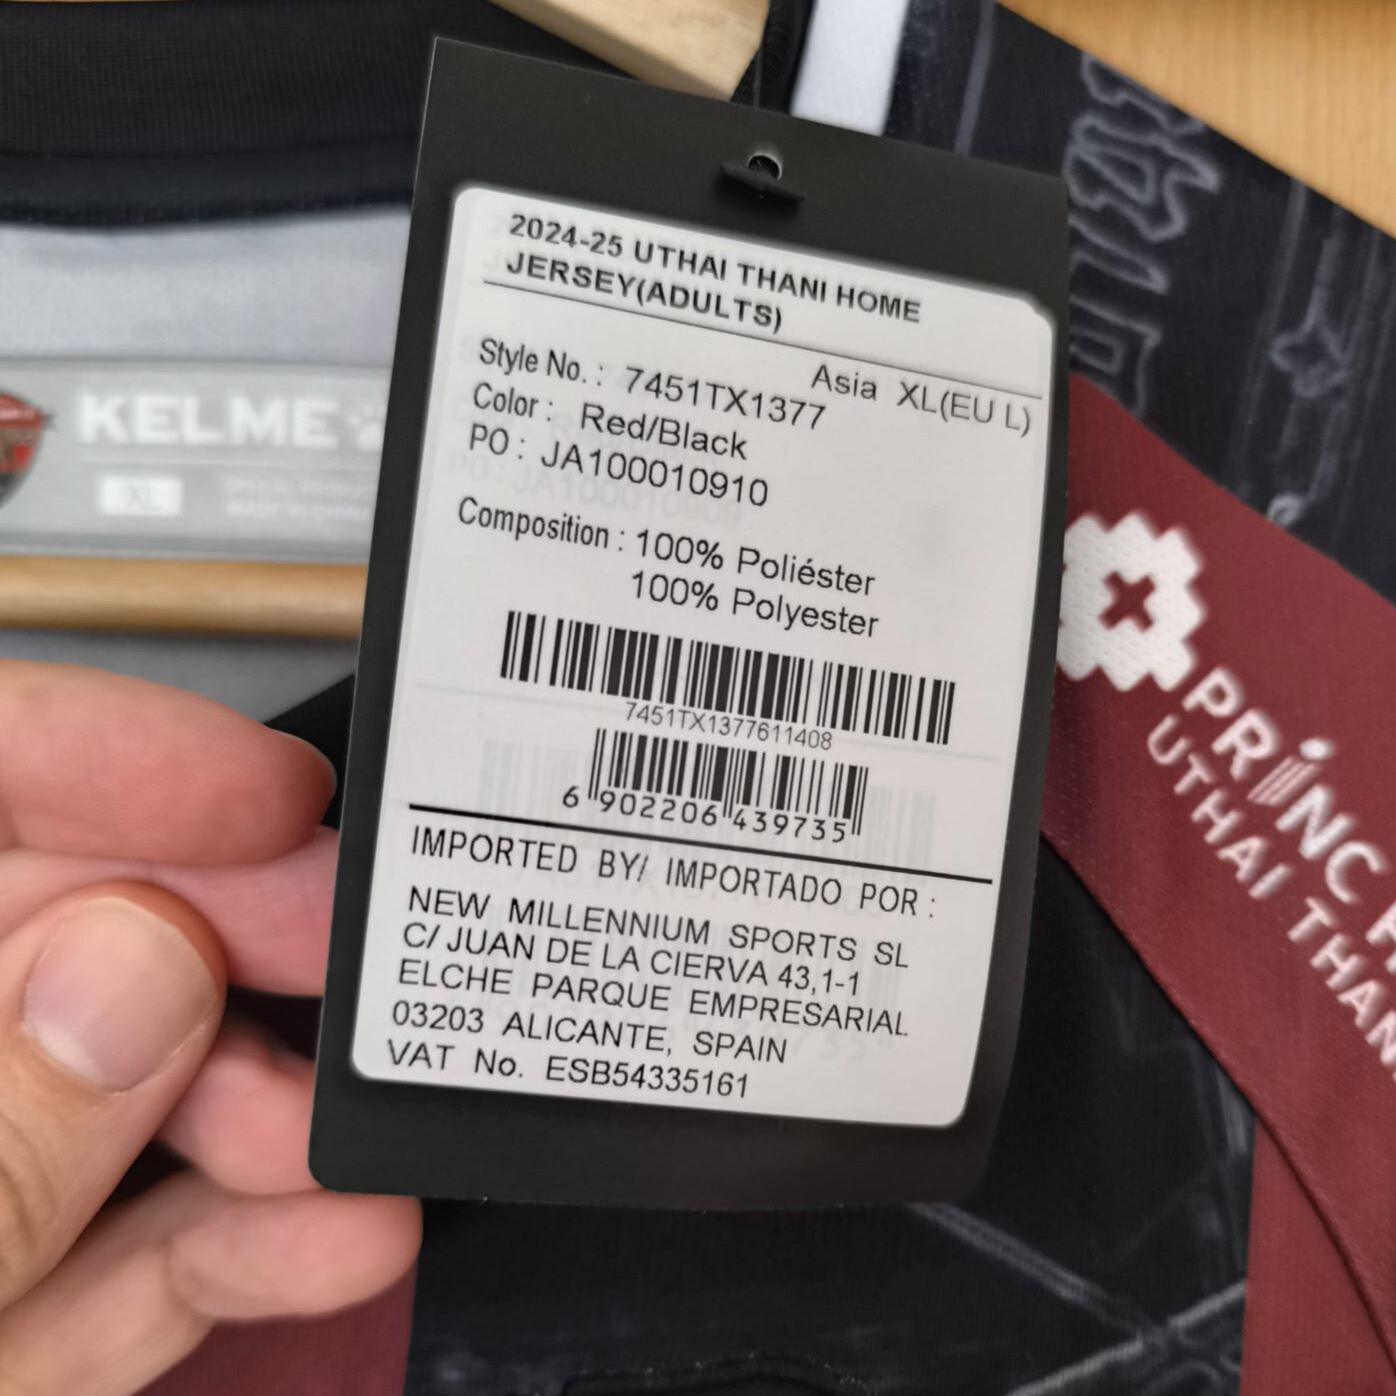 2024-25 UTHAI THANI HOME
JERSEY(ADULTS)
Asia XL(EU L)
Style No. : 7451TX1377
Color : Red/Black
PO : JA100010910
Composition : 100% Poliéster
100% Polyester
7451TX1377611408
6 902206 439735
IMPORTED BY/ IMPORTADO POR :
NEW MILLENNIUM SPORTS SL
C/ JUAN DE LA CIERVA 43,1-1
ELCHE PARQUE EMPRESARIAL
03203 ALICANTE, SPAIN
VAT No. ESB54335161
KELME
XL
PRINC
UTHAI THANI